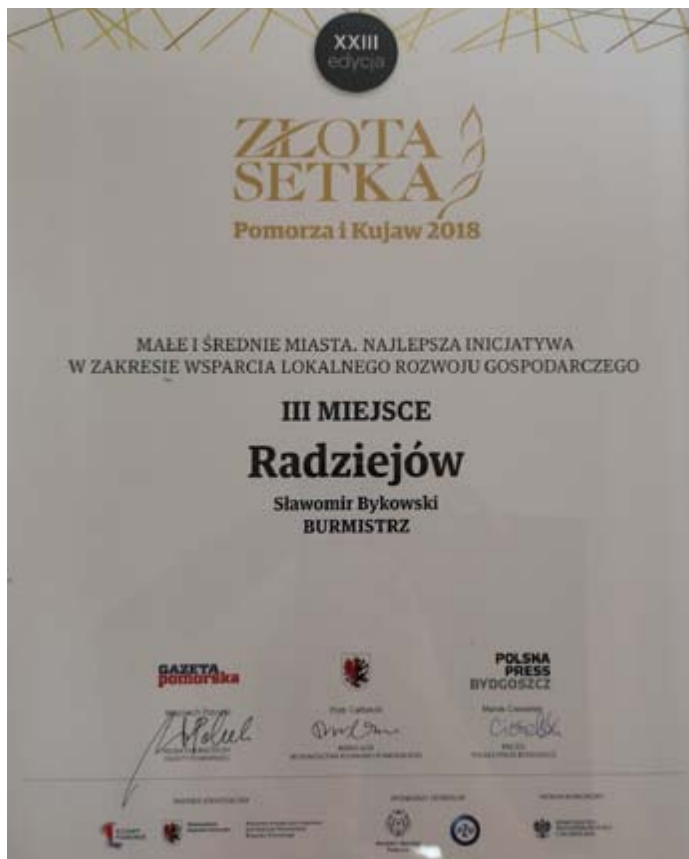 XXIII
edycja
ZŁOTA
SETKA
Pomorza i Kujaw 2018
MAŁE I ŚREDNIE MIASTA. NAJLEPSZA INICJATYWA
W ZAKRESIE WSPARCIA LOKALNEGO ROZWOJU GOSPODARCZEGO
III MIEJSCE
Radziejów
Sławomir Bykowski
BURMISTRZ
GAZETA
pomorska
POLSKA
PRESS
BYDGOSZCZ